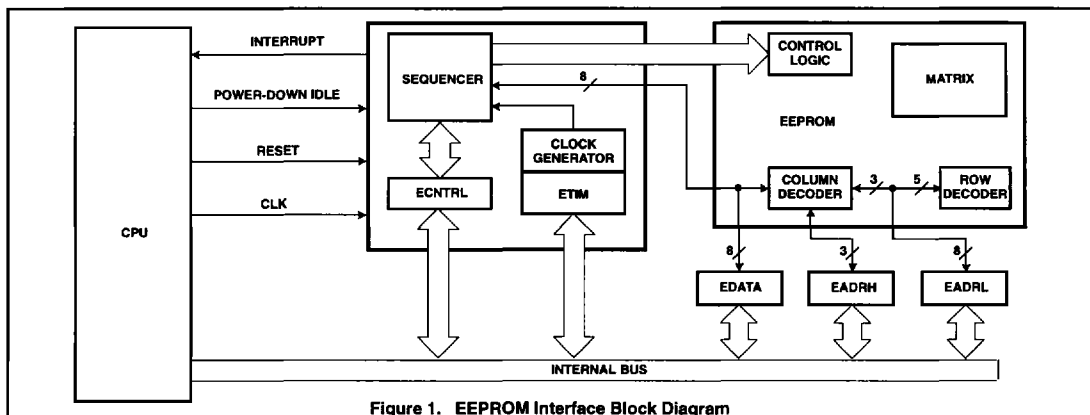 INTERRUPT
POWER-DOWN IDLE
RESET
CLK
CPU
SEQUENCER
8
CLOCK
GENERATOR
ECNTRL
ETIM
CONTROL
LOGIC
MATRIX
EEPROM
COLUMN
DECODER
3
5
ROW
DECODER
8
3
8
EDATA
EADRH
EADRL
INTERNAL BUS
Figure 1. EEPROM Interface Block Diagram